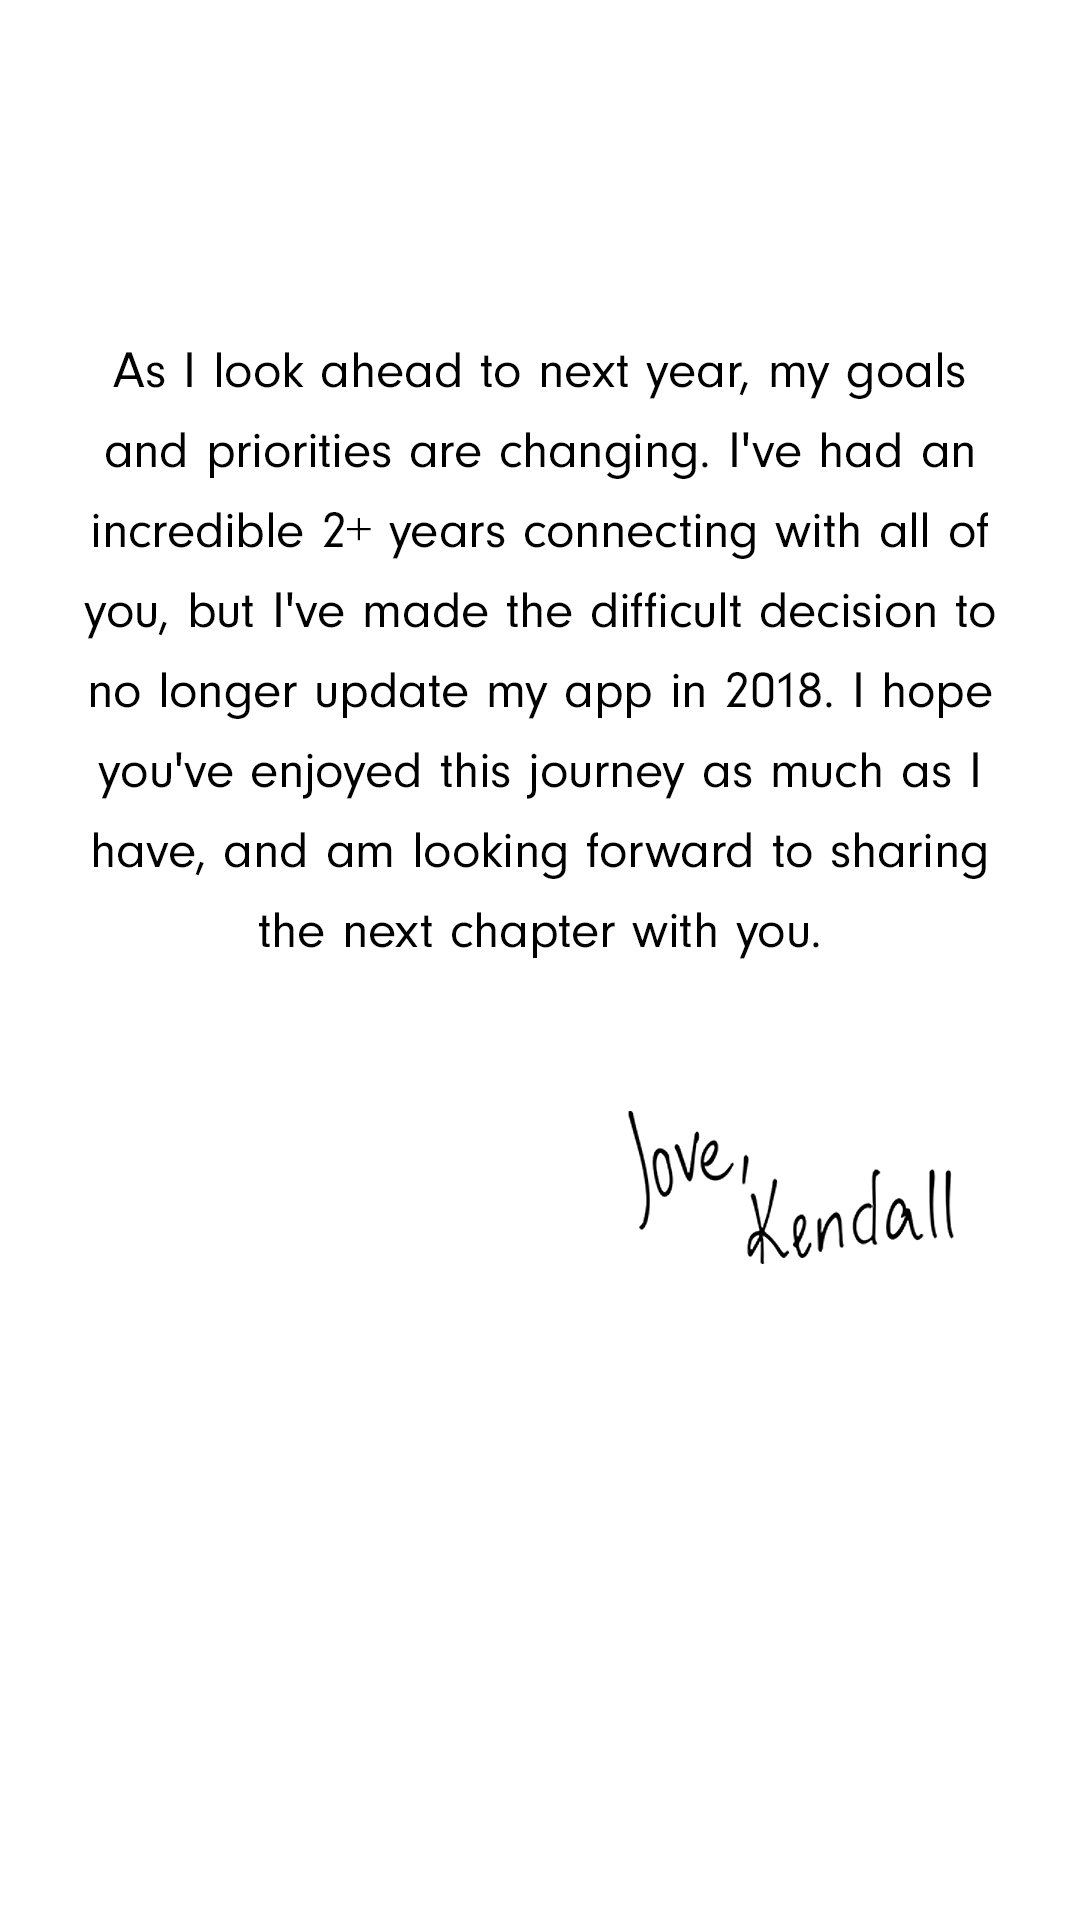 As I look ahead to next year, my goals
and priorities are changing. I've had an
incredible 2+ years connecting with all of
you, but I've made the difficult decision to
no longer update my app in 2018. I hope
you've enjoyed this journey as much as I
have, and am looking forward to sharing
the next chapter with you.
love,
Kendall